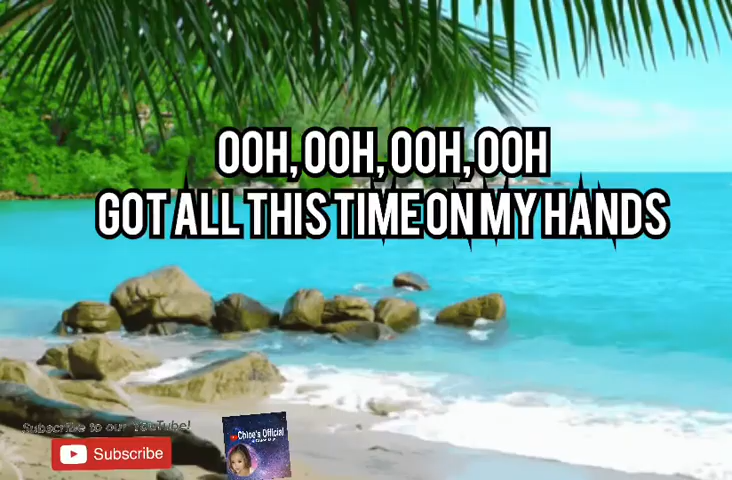 OOH, OOH, OOH, OOH
GOT ALL THIS TIME ON MY HANDS
Subscribe to our YouTube!
Subscribe
Chloe's Official